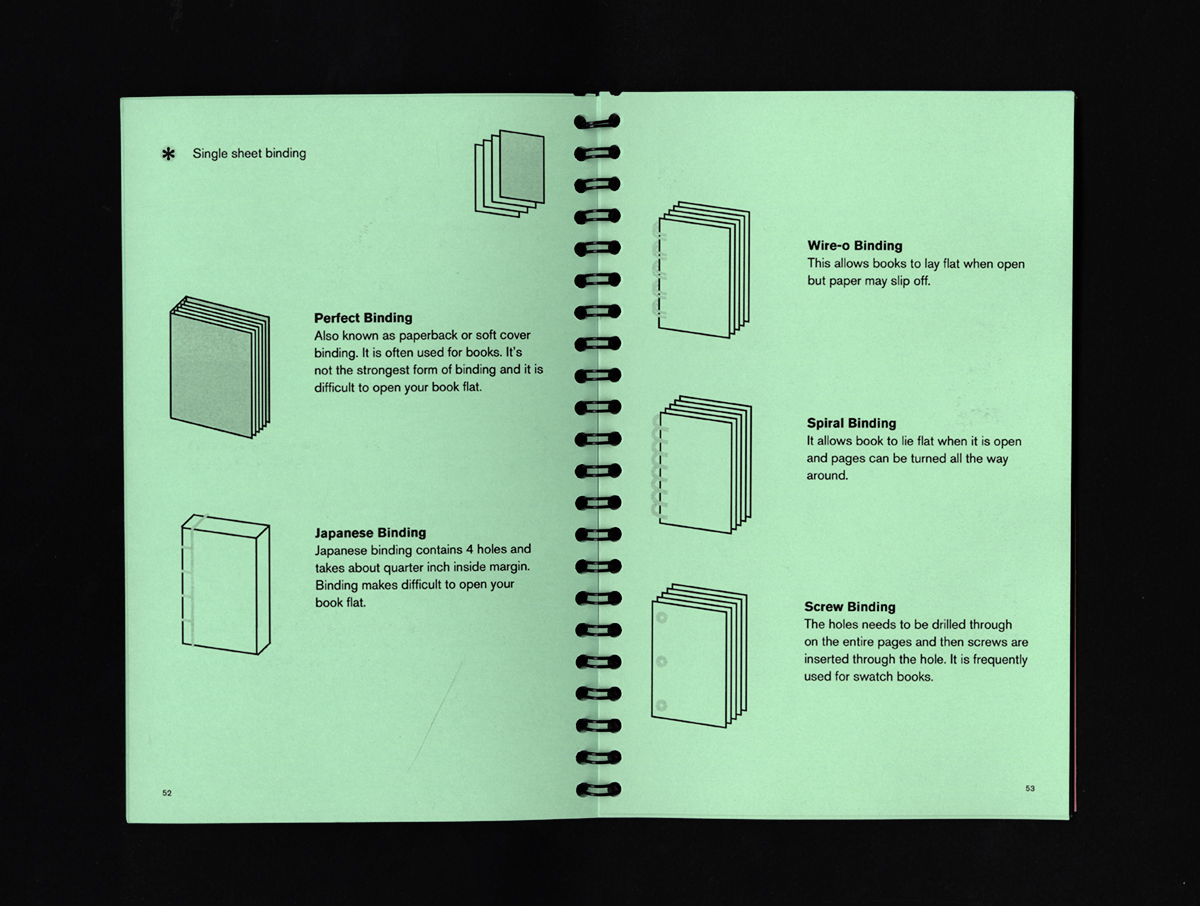 * Single sheet binding
Perfect Binding
Also known as paperback or soft cover
binding. It is often used for books. It's
not the strongest form of binding and it is
difficult to open your book flat.
Japanese Binding
Japanese binding contains 4 holes and
takes about quarter inch inside margin.
Binding makes difficult to open your
book flat.
52
Wire-o Binding
This allows books to lay flat when open
but paper may slip off.
Spiral Binding
It allows book to lie flat when it is open
and pages can be turned all the way
around.
Screw Binding
The holes needs to be drilled through
on the entire pages and then screws are
inserted through the hole. It is frequently
used for swatch books.
53